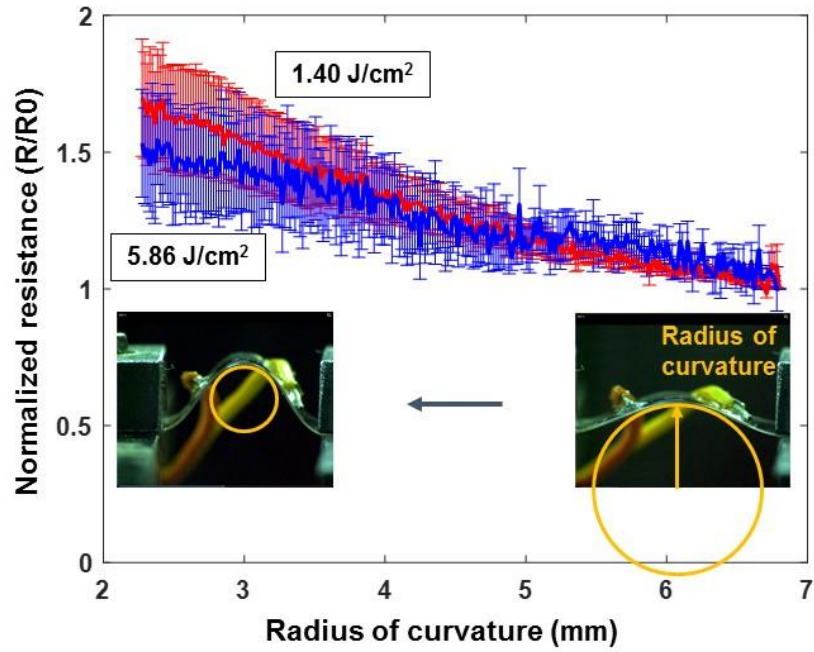 2
1.5
1
0.5
0
Normalized resistance (R/R0)
1.40 J/cm²
5.86 J/cm²
Radius of
curvature
2 3 4 5 6 7
Radius of curvature (mm)